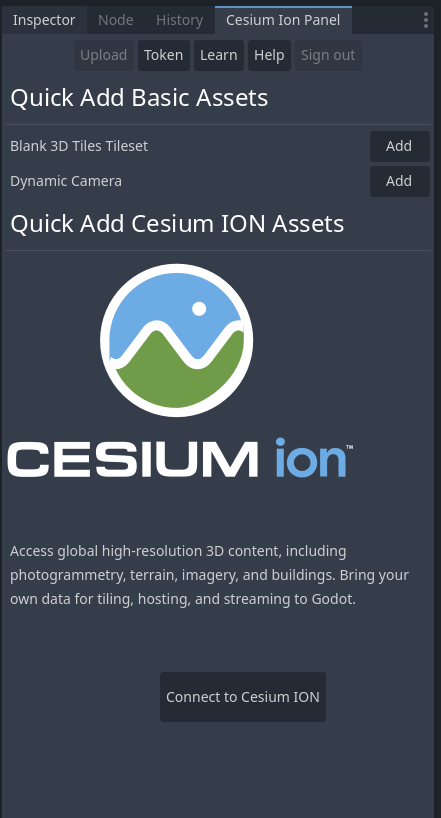 Inspector Node History Cesium Ion Panel
Upload Token Learn Help Sign out
Quick Add Basic Assets
Blank 3D Tiles Tileset Add
Dynamic Camera Add
Quick Add Cesium ION Assets
CESIUM ion™
Access global high-resolution 3D content, including
photogrammetry, terrain, imagery, and buildings. Bring your
own data for tiling, hosting, and streaming to Godot.
Connect to Cesium ION